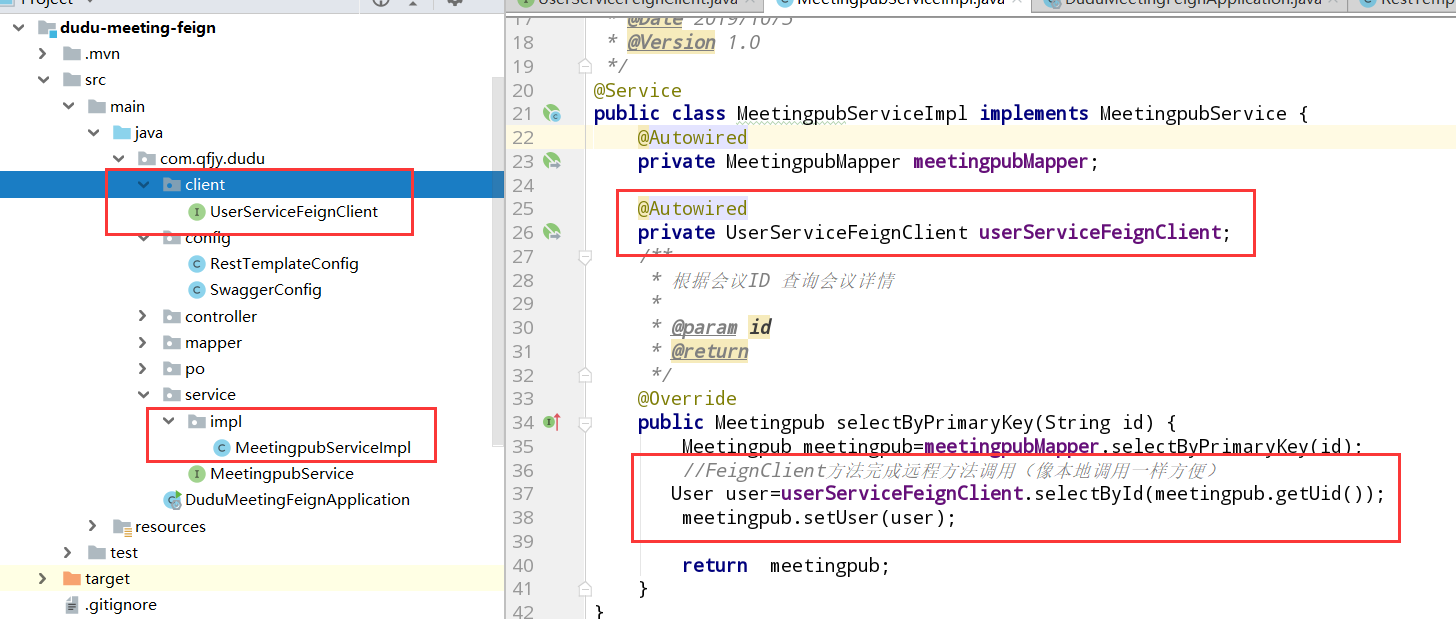 Project
dudu-meeting-feign
.mvn
src
main
java
com.qfjy.dudu
client
UserServiceFeignClient
config
RestTemplateConfig
SwaggerConfig
controller
mapper
po
service
impl
MeetingpubServiceImpl
MeetingpubService
DuduMeetingFeignApplication
resources
test
target
.gitignore
UserServiceFeignClient.java
MeetingpubServiceImpl.java
DuduMeetingFeignApplication.java
RestTemp
17 * @Date 2019/10/5
18 * @Version 1.0
19 */
20 @Service
21 public class MeetingpubServiceImpl implements MeetingpubService {
22 @Autowired
23 private MeetingpubMapper meetingpubMapper;
24
25 @Autowired
26 private UserServiceFeignClient userServiceFeignClient;
27 /**
28 * 根据会议ID 查询会议详情
29 *
30 * @param id
31 * @return
32 */
33 @Override
34 public Meetingpub selectByPrimaryKey(String id) {
35 Meetingpub meetingpub=meetingpubMapper.selectByPrimaryKey(id);
36 //FeignClient方法完成远程方法调用（像本地调用一样方便）
37 User user=userServiceFeignClient.selectById(meetingpub.getUid());
38 meetingpub.setUser(user);
39
40 return meetingpub;
41 }
42 }